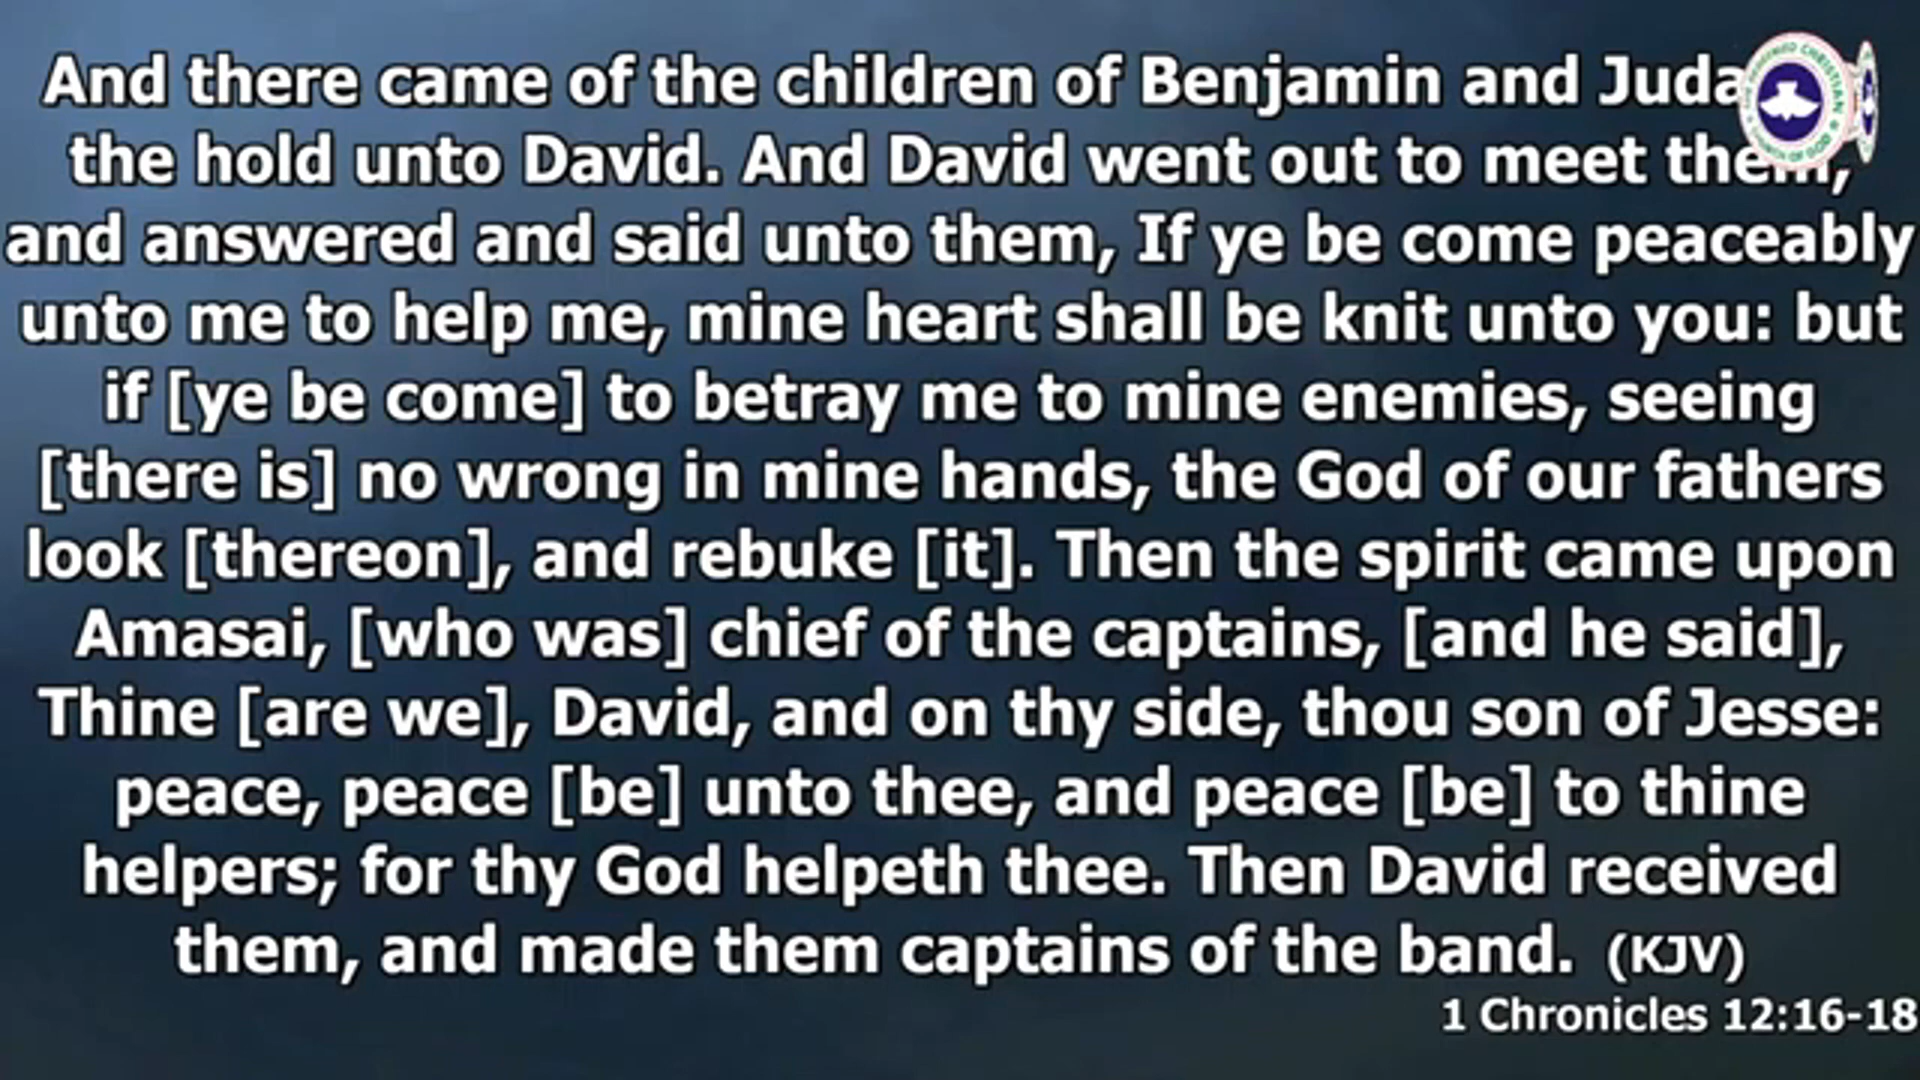 And there came of the children of Benjamin and Juda
the hold unto David. And David went out to meet them,
and answered and said unto them, If ye be come peaceably
unto me to help me, mine heart shall be knit unto you: but
if [ye be come] to betray me to mine enemies, seeing
[there is] no wrong in mine hands, the God of our fathers
look [thereon], and rebuke [it]. Then the spirit came upon
Amasai, [who was] chief of the captains, [and he said],
Thine [are we], David, and on thy side, thou son of Jesse:
peace, peace [be] unto thee, and peace [be] to thine
helpers; for thy God helpeth thee. Then David received
them, and made them captains of the band. (KJV)
1 Chronicles 12:16-18
CHRISTIAN
CHURCH OF GOD